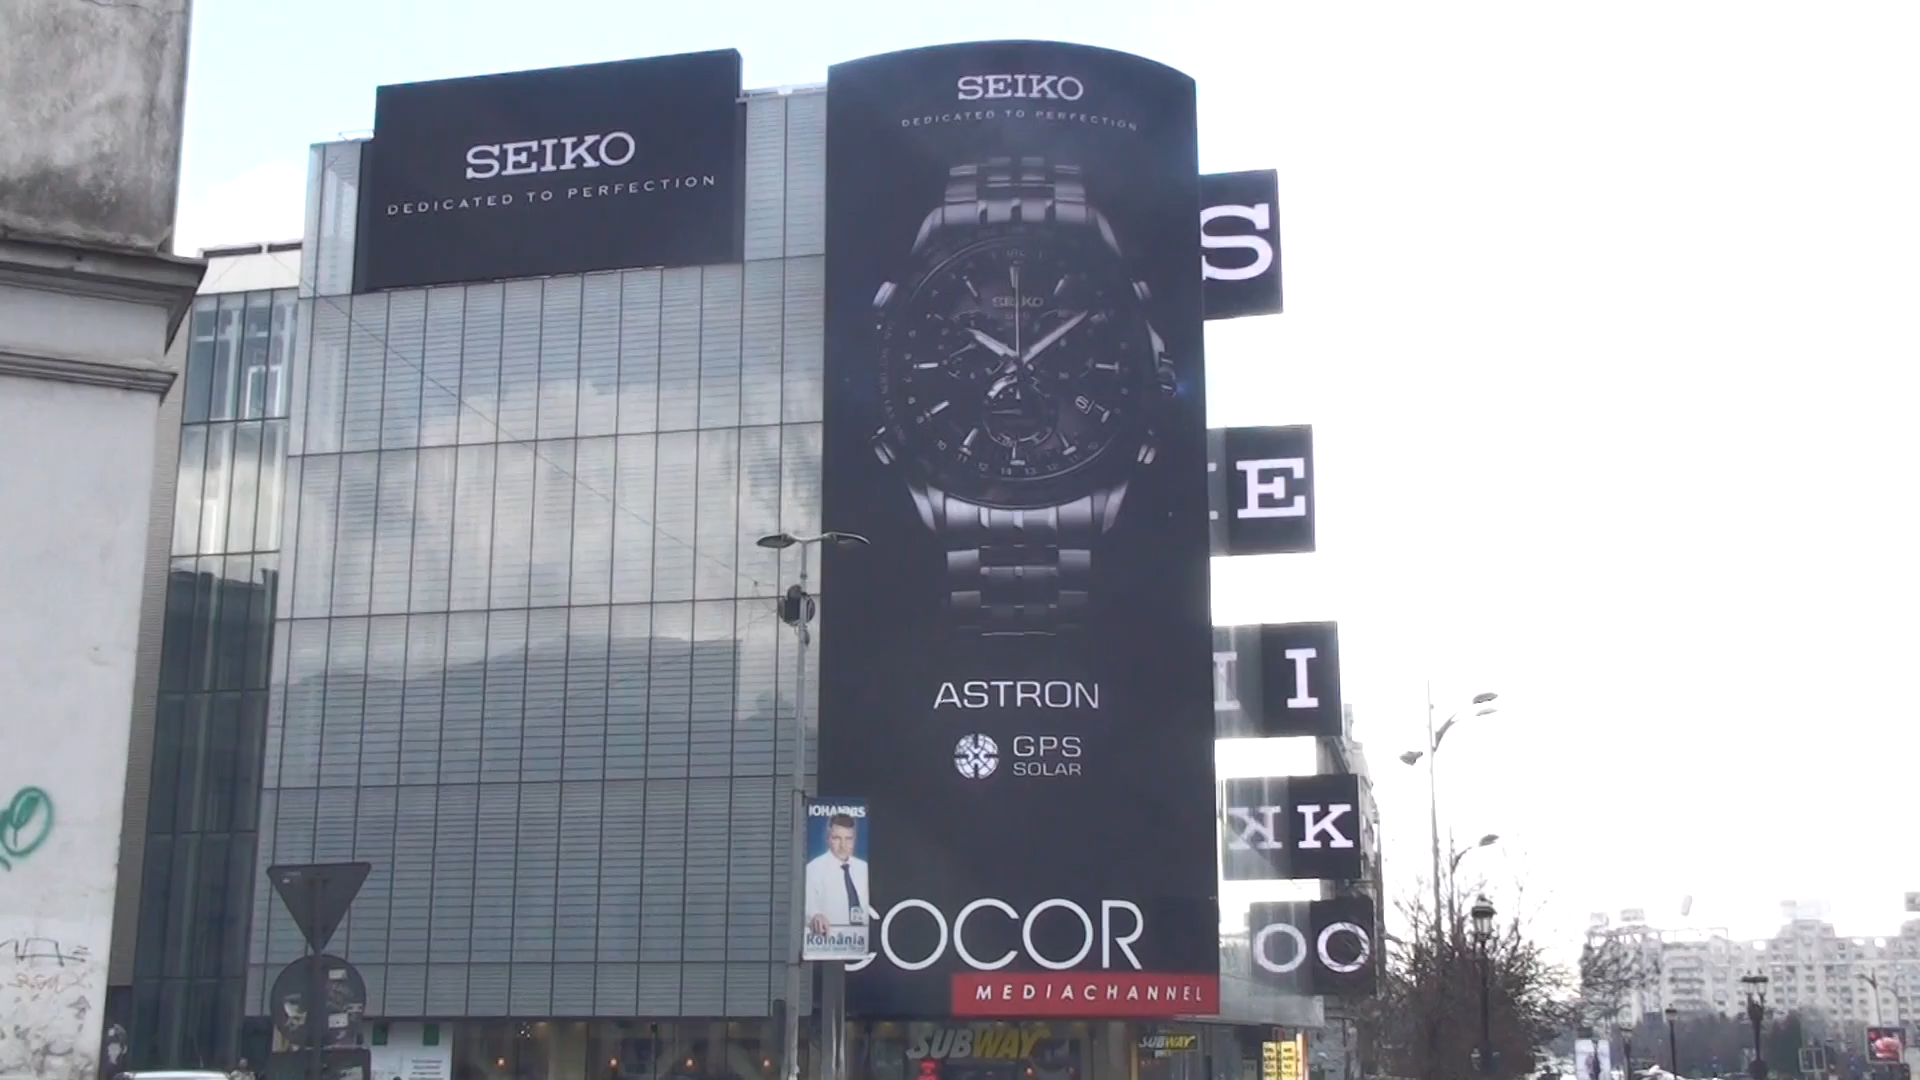 SEIKO
DEDICATED TO PERFECTION
SEIKO
DEDICATED TO PERFECTION
SEIKO
ASTRON
GPS
SOLAR
S
E
I
K
O
IOHANNIS
România
COCOR
MEDIACHANNEL
SUBWAY
SUBWAY